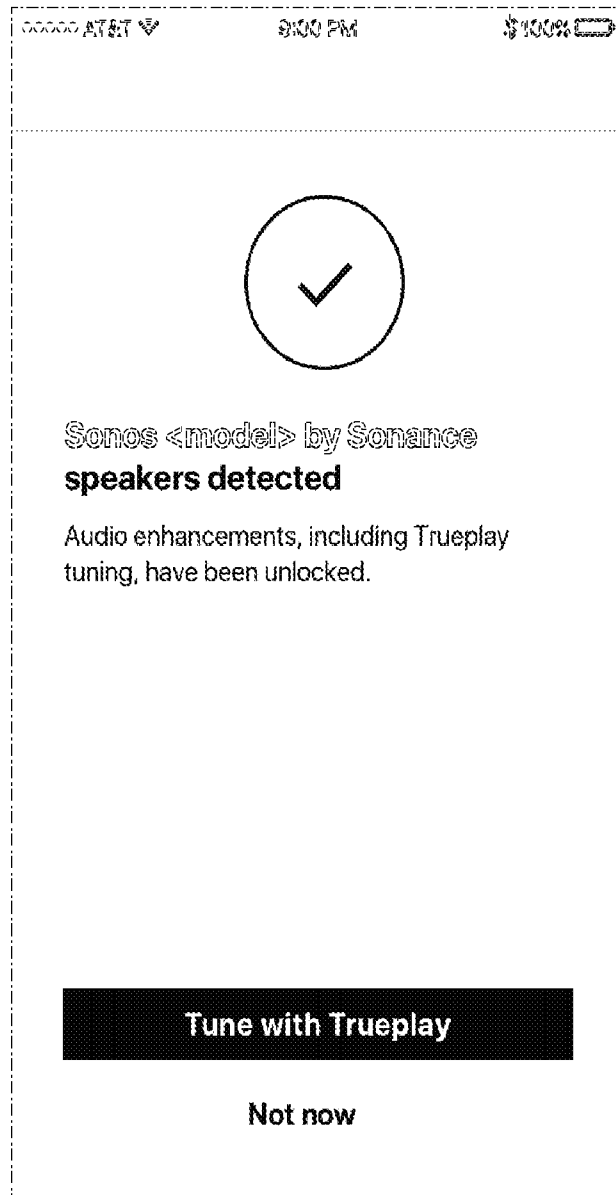 AT&T 9:00 PM 100%
Sonos <model> by Sonance
speakers detected
Audio enhancements, including Trueplay
tuning, have been unlocked.
Tune with Trueplay
Not now